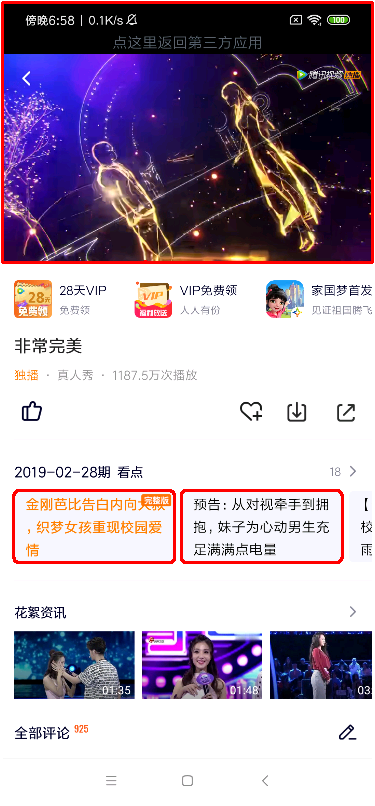 傍晚6:58 | 0.1K/s
100
点这里返回第三方应用
腾讯视频
28天
免费领
28天VIP
免费领
VIP
福利放送
VIP免费领
人人有份
家国梦首发
见证祖国腾飞
非常完美
独播 · 真人秀 · 1187.5万次播放
2019-02-28期 看点
18
金刚芭比告白内向大叔
完整版
，织梦女孩重现校园爱
情
预告：从对视牵手到拥
抱，妹子为心动男生充
足满满点电量
【
校
雨
花絮资讯
01:35
01:48
03:
全部评论 925